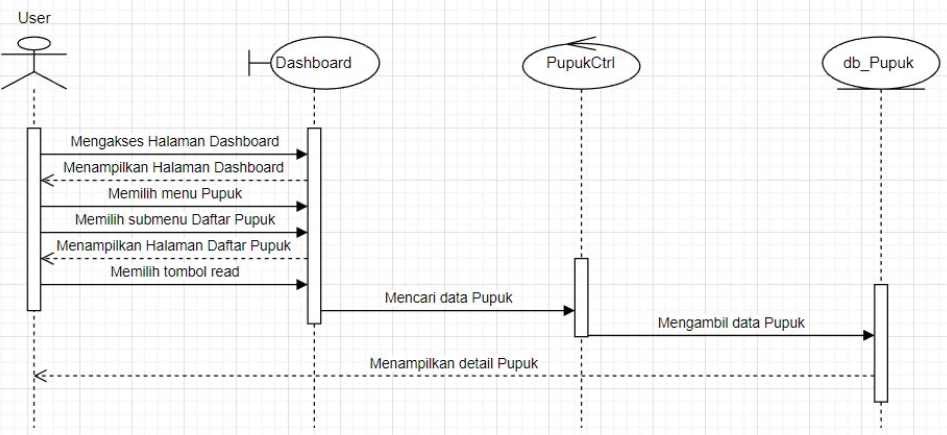 User
Dashboard
PupukCtrl
db_Pupuk
Mengakses Halaman Dashboard
Menampilkan Halaman Dashboard
Memilih menu Pupuk
Memilih submenu Daftar Pupuk
Menampilkan Halaman Daftar Pupuk
Memilih tombol read
Mencari data Pupuk
Mengambil data Pupuk
Menampilkan detail Pupuk